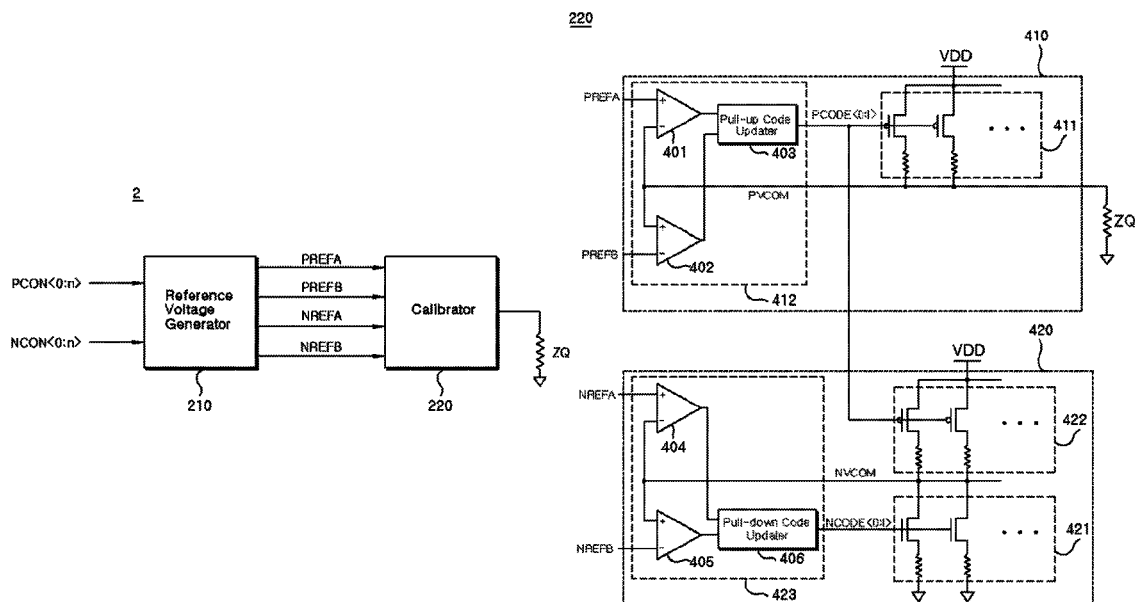 2
PCON<0:n>
NCON<0:n>
Reference
Voltage
Generator
210
PREFA
PREFB
NREFA
NREFB
Calibrator
220
ZQ
220
410
VDD
PREFA
401
Pull-up Code
Updater
403
PCODE<0:l>
411
PVCOM
ZQ
PREFB
402
412
420
VDD
NREFA
404
422
NVCOM
Pull-down Code
Updater
406
NCODE<0:l>
421
NREFB
405
423